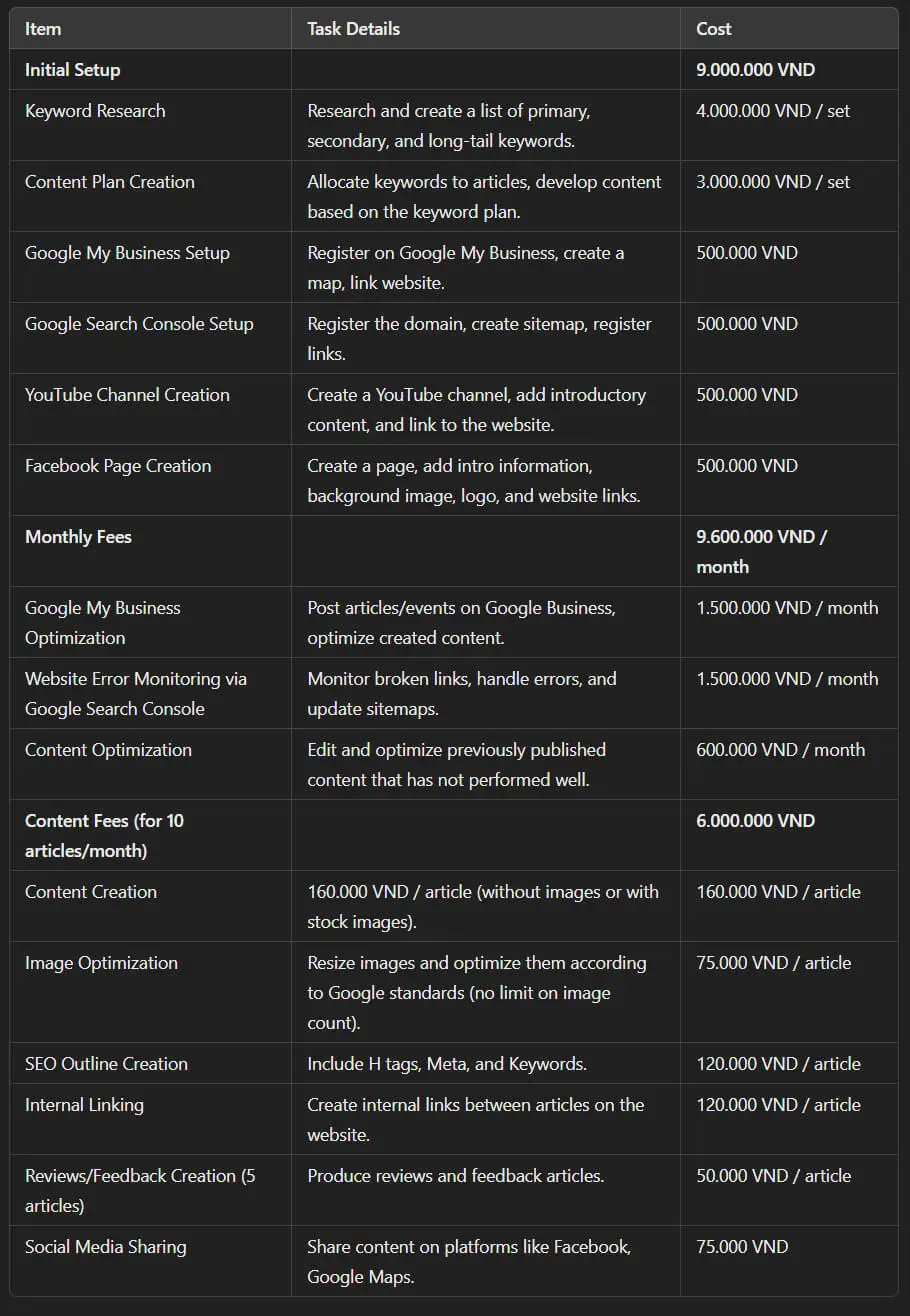 Item Task Details Cost
Initial Setup 9.000.000 VND
Keyword Research Research and create a list of primary, 4.000.000 VND / set
secondary, and long-tail keywords.
Content Plan Creation Allocate keywords to articles, develop content 3.000.000 VND / set
based on the keyword plan.
Google My Business Setup Register on Google My Business, create a 500.000 VND
map, link website.
Google Search Console Setup Register the domain, create sitemap, register 500.000 VND
links.
YouTube Channel Creation Create a YouTube channel, add introductory 500.000 VND
content, and link to the website.
Facebook Page Creation Create a page, add intro information, 500.000 VND
background image, logo, and website links.
Monthly Fees 9.600.000 VND /
month
Google My Business Post articles/events on Google Business, 1.500.000 VND / month
Optimization optimize created content.
Website Error Monitoring via Monitor broken links, handle errors, and 1.500.000 VND / month
Google Search Console update sitemaps.
Content Optimization Edit and optimize previously published 600.000 VND / month
content that has not performed well.
Content Fees (for 10 6.000.000 VND
articles/month)
Content Creation 160.000 VND / article (without images or with 160.000 VND / article
stock images).
Image Optimization Resize images and optimize them according 75.000 VND / article
to Google standards (no limit on image
count).
SEO Outline Creation Include H tags, Meta, and Keywords. 120.000 VND / article
Internal Linking Create internal links between articles on the 120.000 VND / article
website.
Reviews/Feedback Creation (5 Produce reviews and feedback articles. 50.000 VND / article
articles)
Social Media Sharing Share content on platforms like Facebook, 75.000 VND
Google Maps.